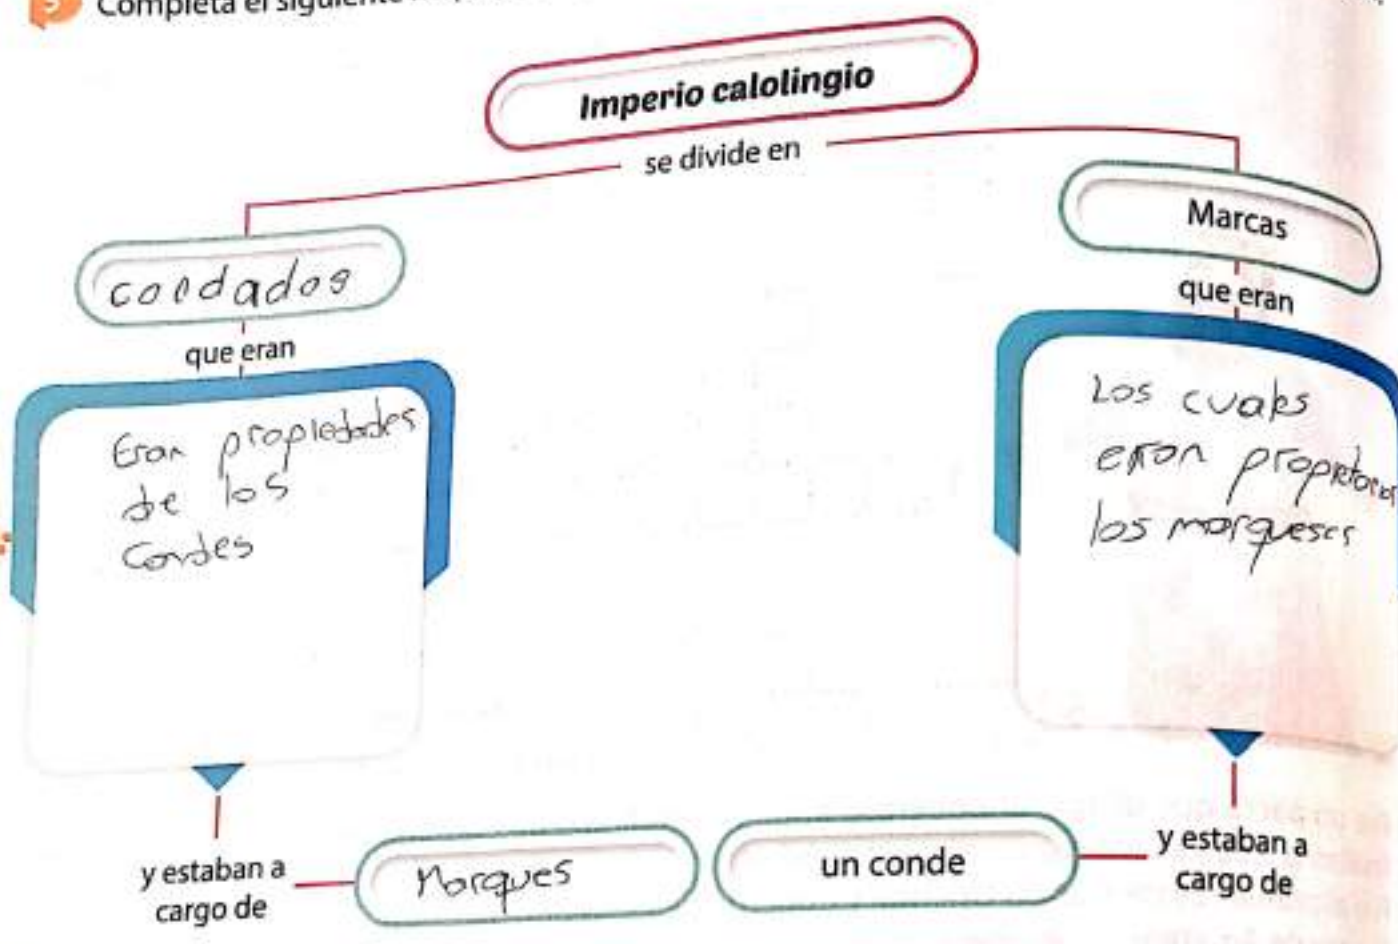 Completa el siguiente
Imperio calolingio
se divide en
Marcas
coldados
que eran
que eran
Eran propiedades
de los
Condes
Los cuales
eran propietarios
los marqueses
y estaban a
cargo de
Marques
un conde
y estaban a
cargo de